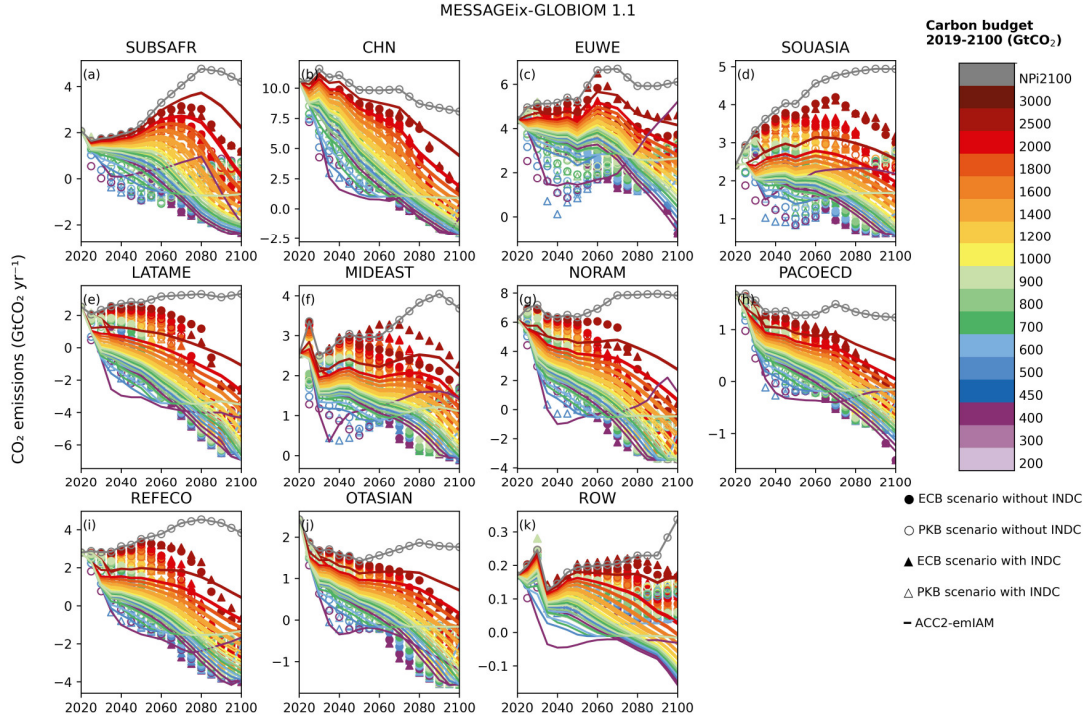 MESSAGEix-GLOBIOM 1.1
SUBSAFR
CHN
EUWE
SOUASIA
(a)
(b)
(c)
(d)
4
2
0
−2
10.0
7.5
5.0
2.5
0.0
−2.5
6
4
2
0
5
4
3
2
1
2020 2040 2060 2080 2100
2020 2040 2060 2080 2100
2020 2040 2060 2080 2100
2020 2040 2060 2080 2100
CO₂ emissions (GtCO₂ yr⁻¹)
LATAME
MIDEAST
NORAM
PACOECD
(e)
(f)
(g)
(h)
2
0
−2
−4
−6
4
3
2
1
0
8
6
4
2
0
−2
−4
1
0
−1
2020 2040 2060 2080 2100
2020 2040 2060 2080 2100
2020 2040 2060 2080 2100
2020 2040 2060 2080 2100
REFECO
OTASIAN
ROW
(i)
(j)
(k)
4
2
0
−2
−4
2
1
0
−1
0.3
0.2
0.1
0.0
−0.1
2020 2040 2060 2080 2100
2020 2040 2060 2080 2100
2020 2040 2060 2080 2100
Carbon budget
2019-2100 (GtCO₂)
NPi2100
3000
2500
2000
1800
1600
1400
1200
1000
900
800
700
600
500
450
400
300
200
ECB scenario without INDC
PKB scenario without INDC
ECB scenario with INDC
PKB scenario with INDC
ACC2-emIAM